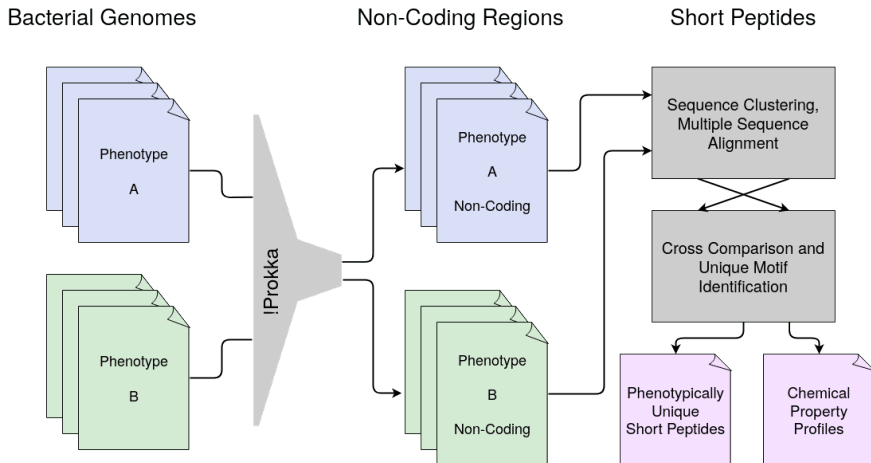 Bacterial Genomes
Non-Coding Regions
Short Peptides
Phenotype
A
Phenotype
B
!Prokka
Phenotype
A
Non-Coding
Phenotype
B
Non-Coding
Sequence Clustering,
Multiple Sequence
Alignment
Cross Comparison and
Unique Motif
Identification
Phenotypically
Unique
Short Peptides
Chemical
Property
Profiles